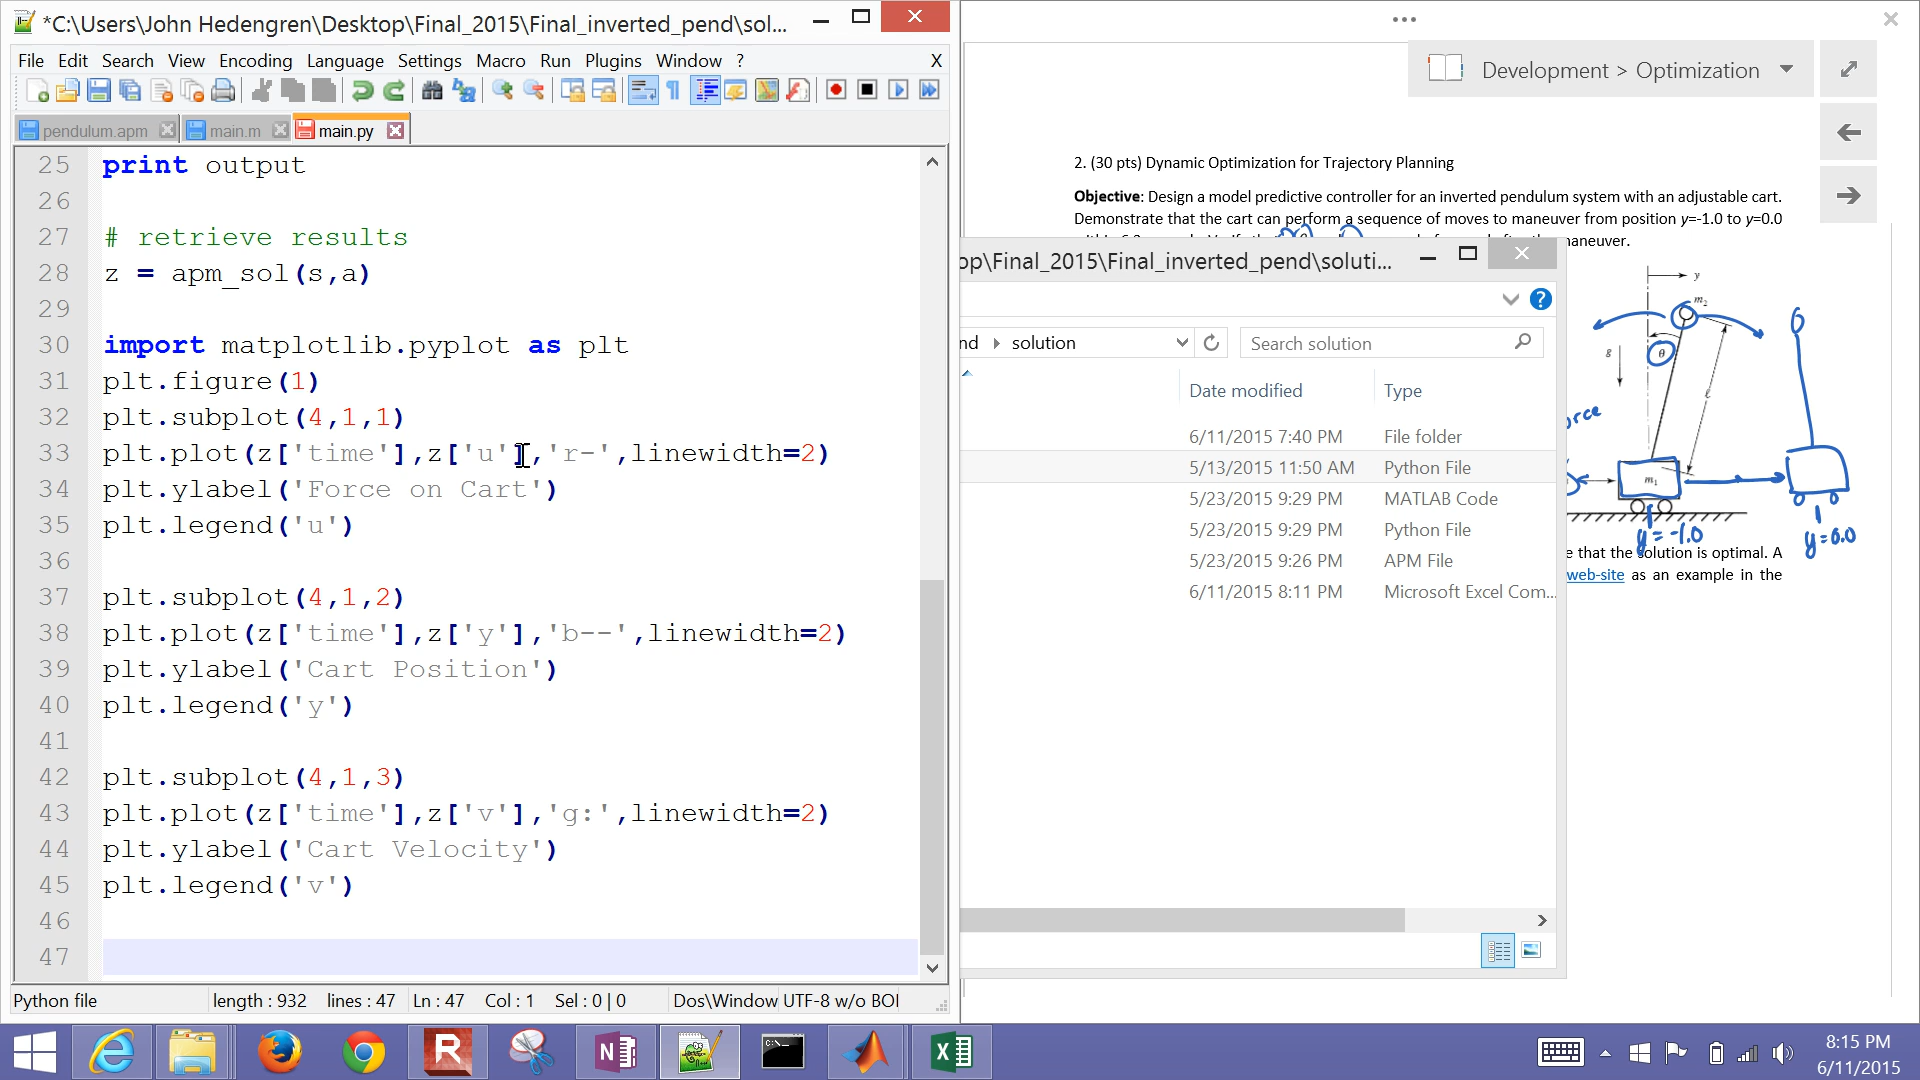 *C:\Users\John Hedengren\Desktop\Final_2015\Final_inverted_pend\sol...
File Edit Search View Encoding Language Settings Macro Run Plugins Window ? X
pendulum.apm main.m main.py
25 print output
26
27 # retrieve results
28 z = apm_sol(s,a)
29
30 import matplotlib.pyplot as plt
31 plt.figure(1)
32 plt.subplot(4,1,1)
33 plt.plot(z['time'],z['u'],'r-',linewidth=2)
34 plt.ylabel('Force on Cart')
35 plt.legend('u')
36
37 plt.subplot(4,1,2)
38 plt.plot(z['time'],z['y'],'b--',linewidth=2)
39 plt.ylabel('Cart Position')
40 plt.legend('y')
41
42 plt.subplot(4,1,3)
43 plt.plot(z['time'],z['v'],'g:',linewidth=2)
44 plt.ylabel('Cart Velocity')
45 plt.legend('v')
46
47
Python file length : 932 lines : 47 Ln : 47 Col : 1 Sel : 0 | 0 Dos\Window UTF-8 w/o BOI
Development > Optimization
2. (30 pts) Dynamic Optimization for Trajectory Planning
Objective: Design a model predictive controller for an inverted pendulum system with an adjustable cart.
Demonstrate that the cart can perform a sequence of moves to maneuver from position y=-1.0 to y=0.0
maneuver.
op\Final_2015\Final_inverted_pend\soluti...
nd solution Search solution
Date modified Type
6/11/2015 7:40 PM File folder
5/13/2015 11:50 AM Python File
5/23/2015 9:29 PM MATLAB Code
5/23/2015 9:29 PM Python File
5/23/2015 9:26 PM APM File
6/11/2015 8:11 PM Microsoft Excel Com...
y
m2
θ
g
ℓ
orce
m1
y = -1.0
y = 0.0
e that the solution is optimal. A
web-site as an example in the
8:15 PM
6/11/2015